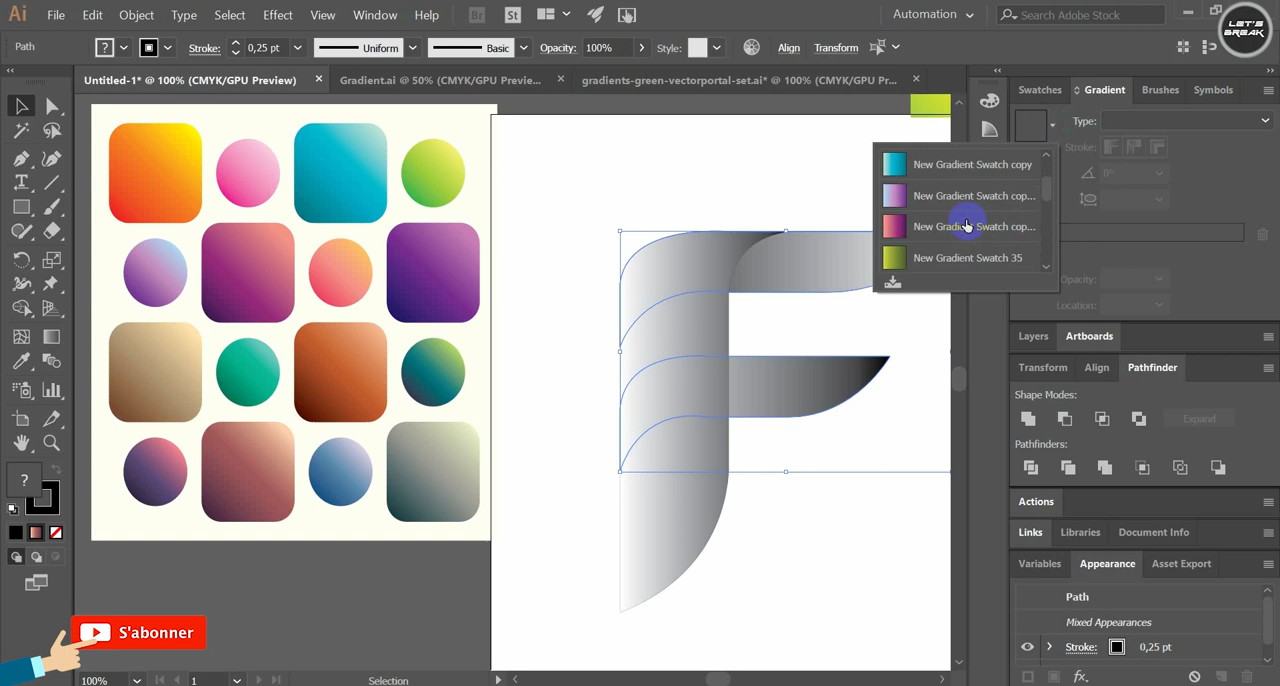 Ai File Edit Object Type Select Effect View Window Help Br St Automation Search Adobe Stock
LET'S BREAK
Path ? Stroke: 0,25 pt Uniform Basic Opacity: 100% Style: Align Transform
Untitled-1* @ 100% (CMYK/GPU Preview) × Gradient.ai @ 50% (CMYK/GPU Previe... × gradients-green-vectorportal-set.ai* @ 100% (CMYK/GPU Pr... ×
Swatches Gradient Brushes Symbols
Type:
Stroke:
0°
New Gradient Swatch copy
New Gradient Swatch cop...
New Gradient Swatch cop...
New Gradient Swatch 35
Opacity:
Location:
Layers Artboards
Transform Align Pathfinder
Shape Modes:
Expand
Pathfinders:
?
Actions
Links Libraries Document Info
Variables Appearance Asset Export
Path
Mixed Appearances
Stroke: 0,25 pt
fx
S'abonner
100% 1 Selection